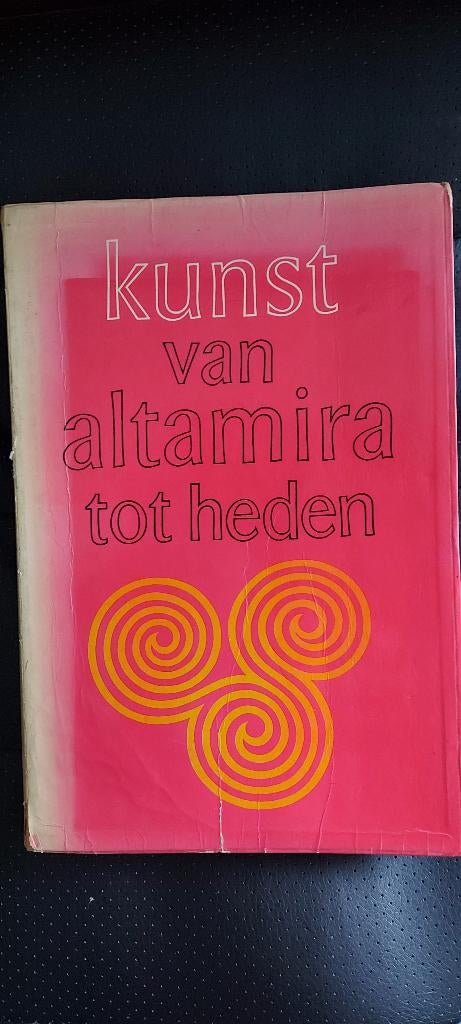 kunst
van
altamira
tot heden